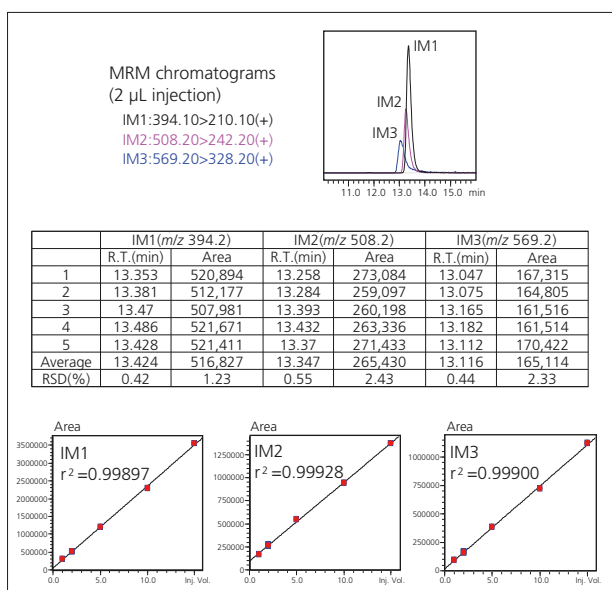 MRM chromatograms
(2 µL injection)
IM1:394.10>210.10(+)
IM2:508.20>242.20(+)
IM3:569.20>328.20(+)
IM1
IM2
IM3
11.0 12.0 13.0 14.0 15.0 min
IM1(m/z 394.2) IM2(m/z 508.2) IM3(m/z 569.2)
R.T.(min) Area R.T.(min) Area R.T.(min) Area
1 13.353 520,894 13.258 273,084 13.047 167,315
2 13.381 512,177 13.284 259,097 13.075 164,805
3 13.47 507,981 13.393 260,198 13.165 161,516
4 13.486 521,671 13.432 263,336 13.182 161,514
5 13.428 521,411 13.37 271,433 13.112 170,422
Average 13.424 516,827 13.347 265,430 13.116 165,114
RSD(%) 0.42 1.23 0.55 2.43 0.44 2.33
Area
IM1
r²=0.99897
3500000
3000000
2500000
2000000
1500000
1000000
500000
0
0.0 5.0 10.0 Inj. Vol.
Area
IM2
r²=0.99928
1250000
1000000
750000
500000
250000
0
0.0 5.0 10.0 Inj. Vol.
Area
IM3
r²=0.99900
1000000
750000
500000
250000
0
0.0 5.0 10.0 Inj. Vol.